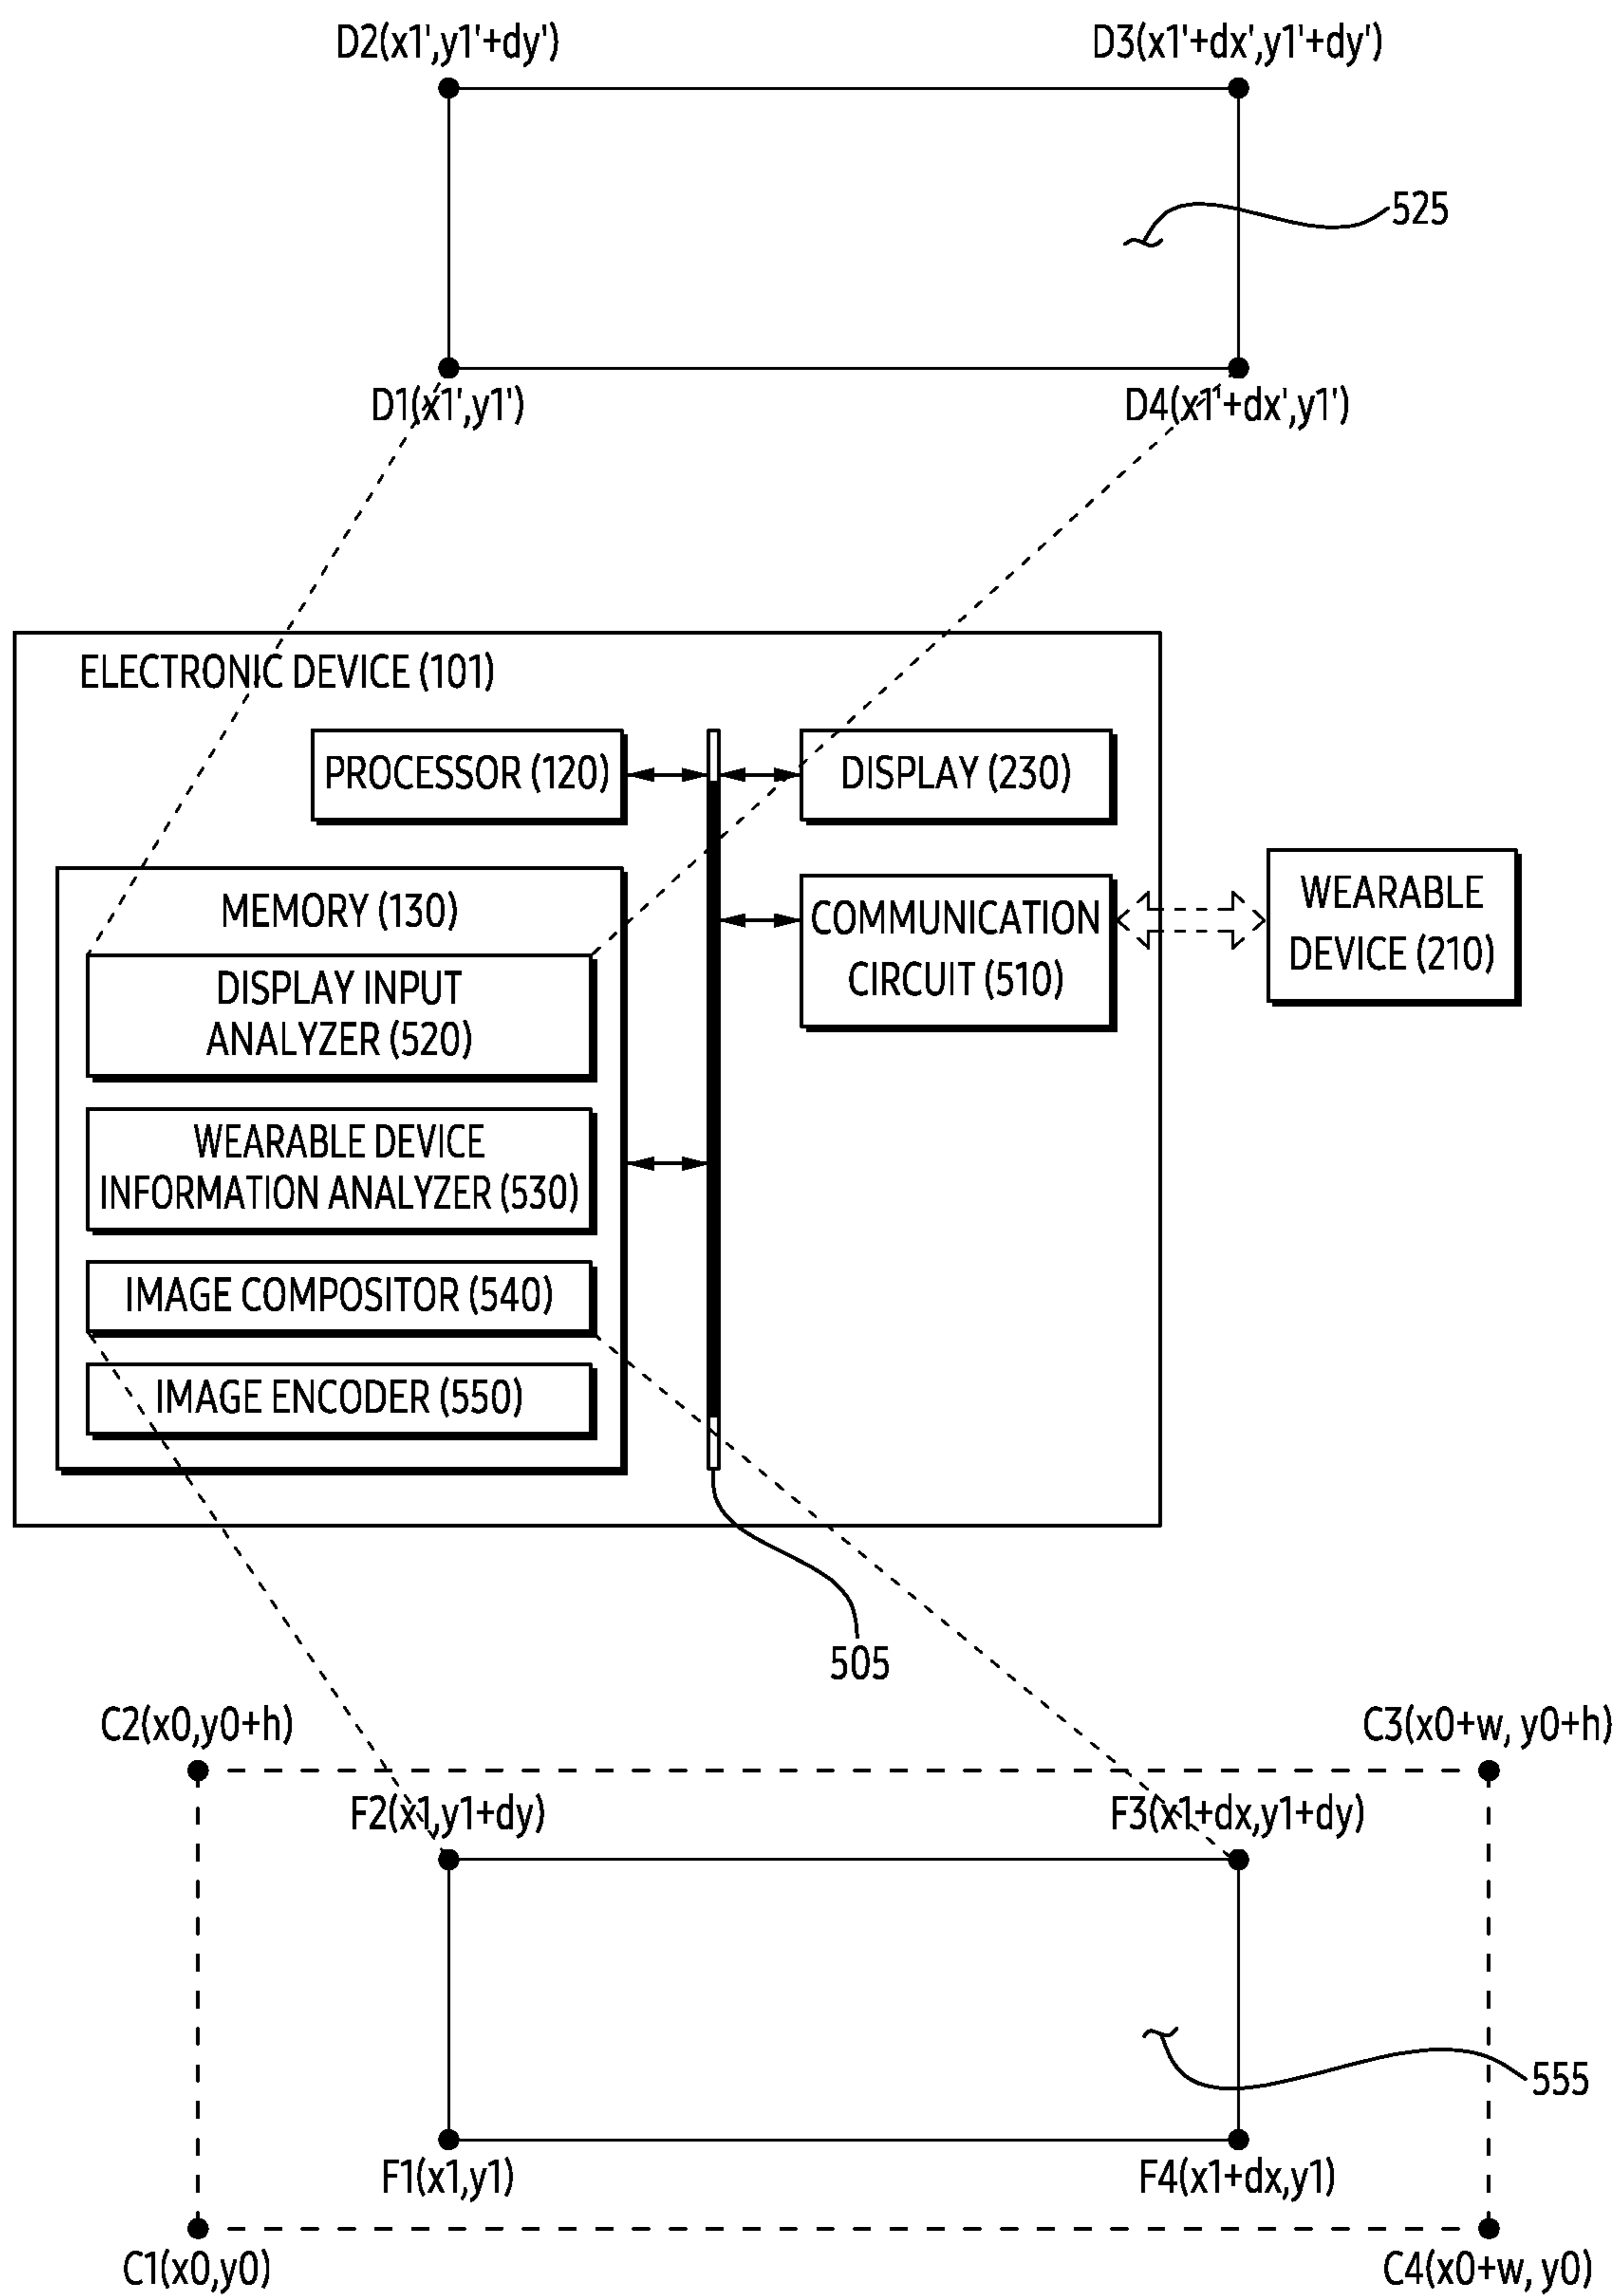 D2(x1',y1'+dy')
D3(x1'+dx',y1'+dy')
525
D1(x1',y1')
D4(x1'+dx',y1')
ELECTRONIC DEVICE (101)
PROCESSOR (120)
DISPLAY (230)
MEMORY (130)
COMMUNICATION
CIRCUIT (510)
WEARABLE
DEVICE (210)
DISPLAY INPUT
ANALYZER (520)
WEARABLE DEVICE
INFORMATION ANALYZER (530)
IMAGE COMPOSITOR (540)
IMAGE ENCODER (550)
505
C2(x0,y0+h)
C3(x0+w, y0+h)
F2(x1,y1+dy)
F3(x1+dx,y1+dy)
555
F1(x1,y1)
F4(x1+dx,y1)
C1(x0,y0)
C4(x0+w, y0)